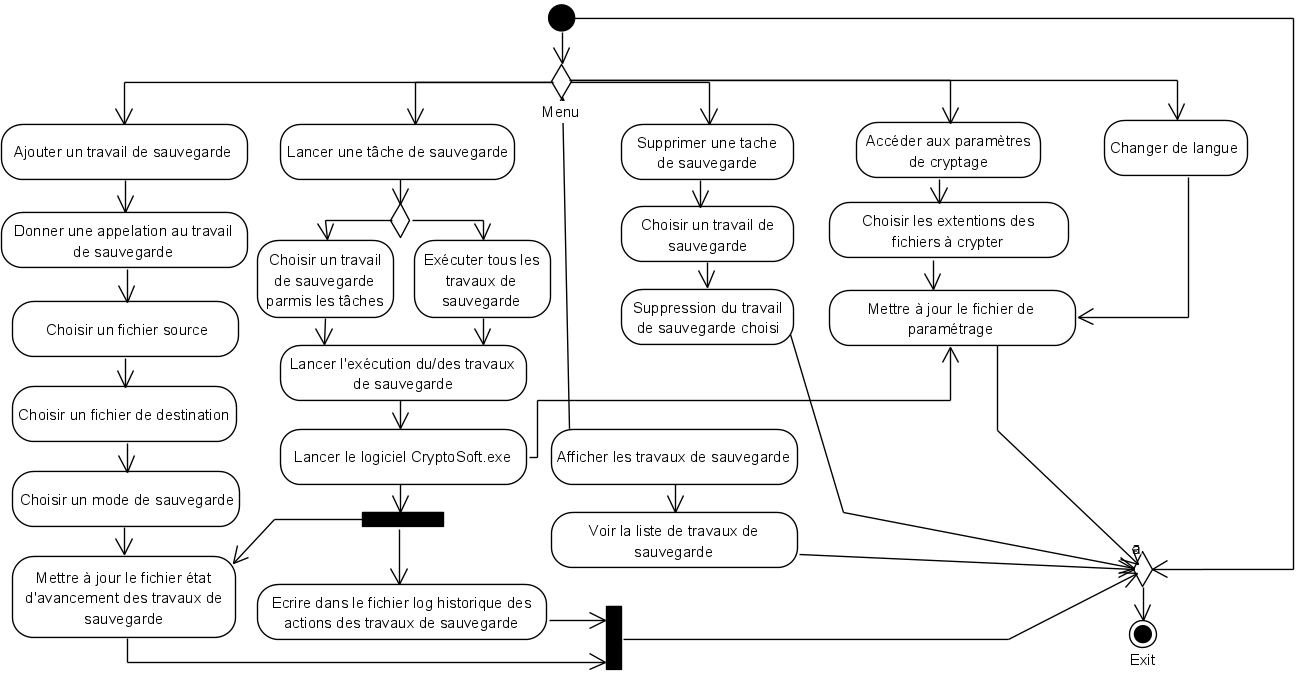 Menu
Ajouter un travail de sauvegarde
Donner une appelation au travail
de sauvegarde
Choisir un fichier source
Choisir un fichier de destination
Choisir un mode de sauvegarde
Mettre à jour le fichier état
d'avancement des travaux de
sauvegarde
Lancer une tâche de sauvegarde
Choisir un travail
de sauvegarde
parmis les tâches
Exécuter tous les
travaux de
sauvegarde
Lancer l'exécution du/des travaux
de sauvegarde
Lancer le logiciel CryptoSoft.exe
Ecrire dans le fichier log historique des
actions des travaux de sauvegarde
Afficher les travaux de sauvegarde
Voir la liste de travaux de
sauvegarde
Supprimer une tache
de sauvegarde
Choisir un travail de
sauvegarde
Suppression du travail
de sauvegarde choisi
Accéder aux paramètres
de cryptage
Choisir les extentions des
fichiers à crypter
Mettre à jour le fichier de
paramétrage
Changer de langue
Exit